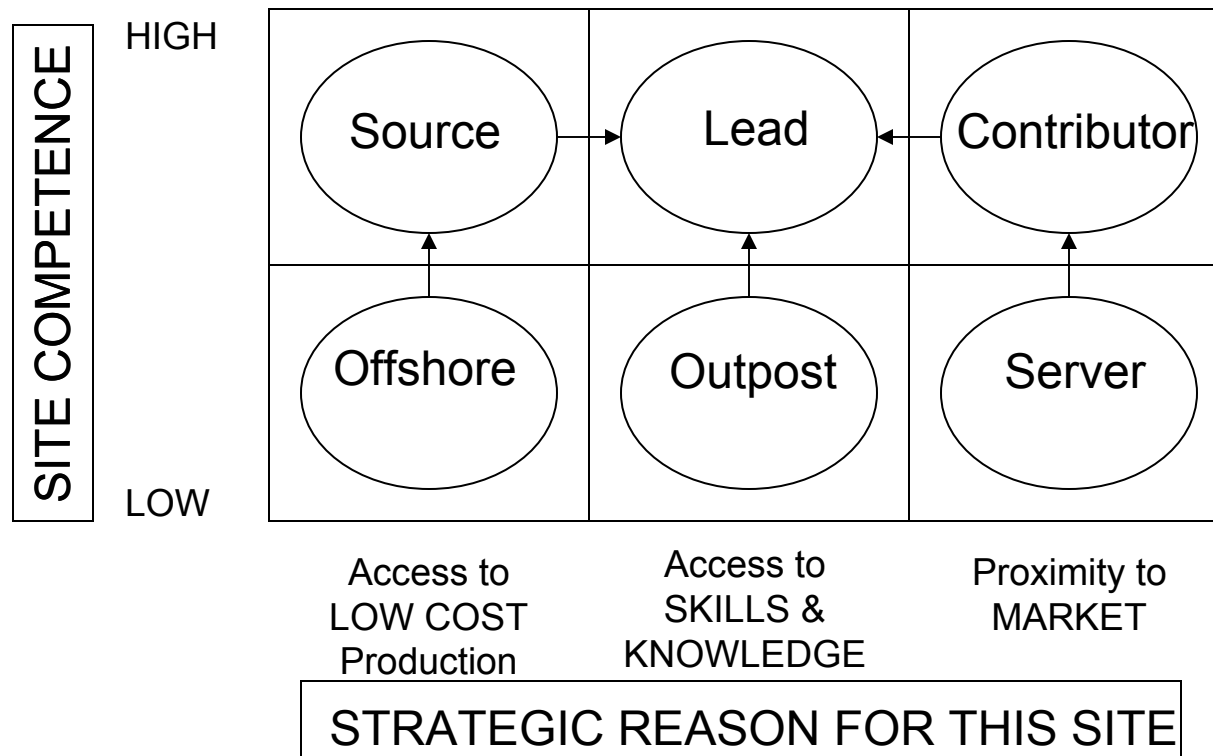 SITE COMPETENCE
HIGH
Source
Lead
Contributor
Offshore
Outpost
Server
LOW
Access to
LOW COST
Production
Access to
SKILLS &
KNOWLEDGE
Proximity to
MARKET
STRATEGIC REASON FOR THIS SITE